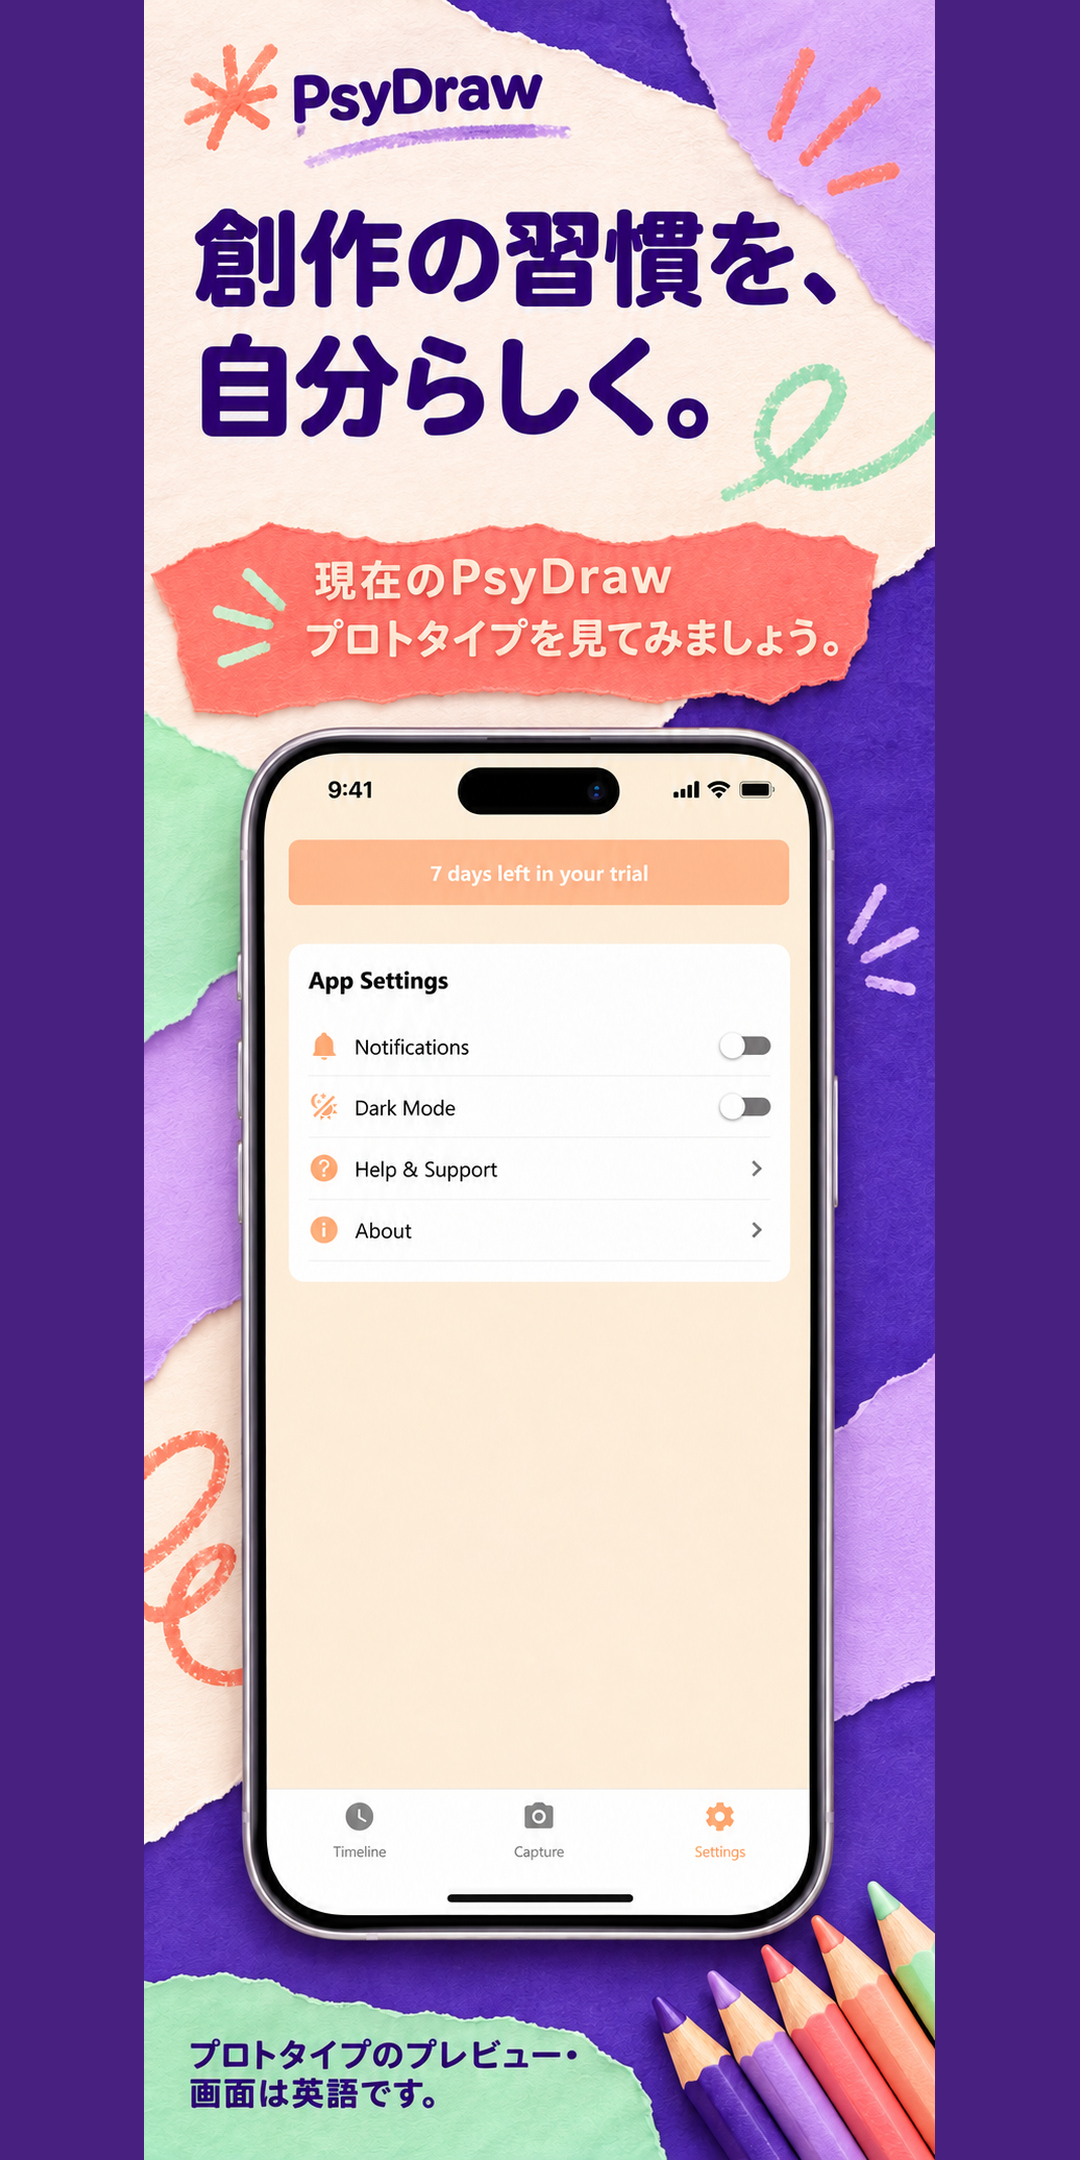 PsyDraw
創作の習慣を、
自分らしく。
現在のPsyDraw
プロトタイプを見てみましょう。
9:41
7 days left in your trial
App Settings
Notifications
Dark Mode
Help & Support
About
Timeline
Capture
Settings
プロトタイプのプレビュー・
画面は英語です。